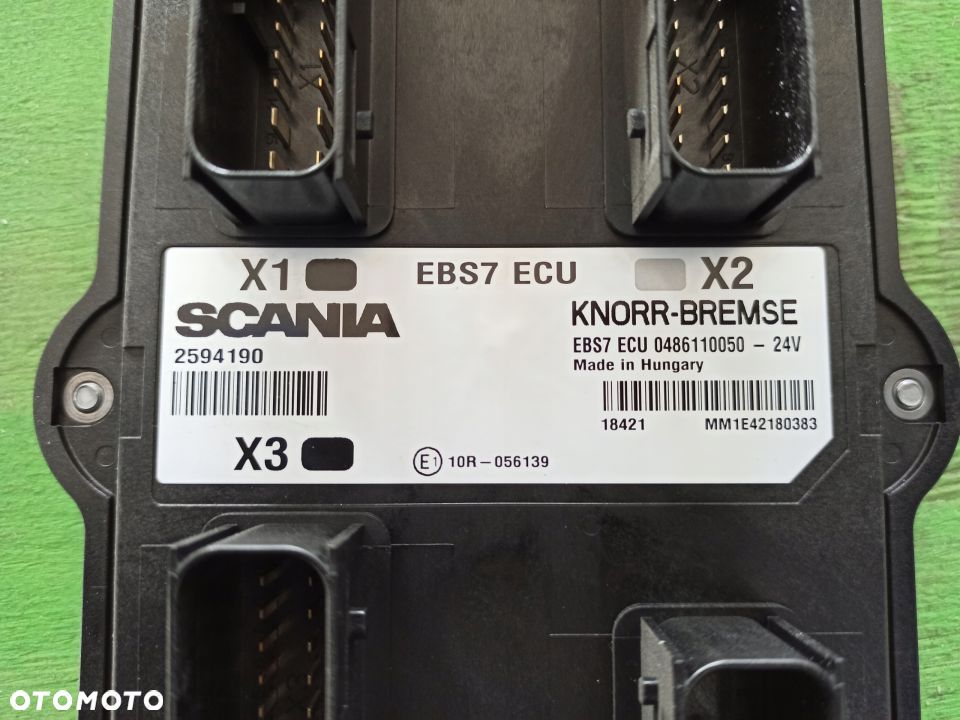 X1
X1 EBS7 ECU X2
SCANIA
KNORR-BREMSE
2594190
EBS7 ECU 0486110050 - 24V
Made in Hungary
18421 MM1E42180383
X3
E1 10R-056139
OTOMOTO